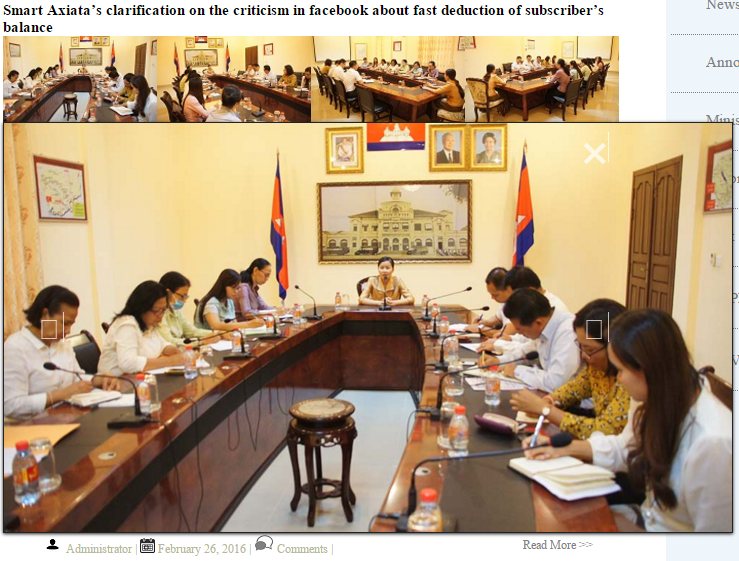 Smart Axiata's clarification on the criticism in facebook about fast deduction of subscriber's
balance
News
Anno
Minis
Administrator | February 26, 2016 | Comments |
Read More >>